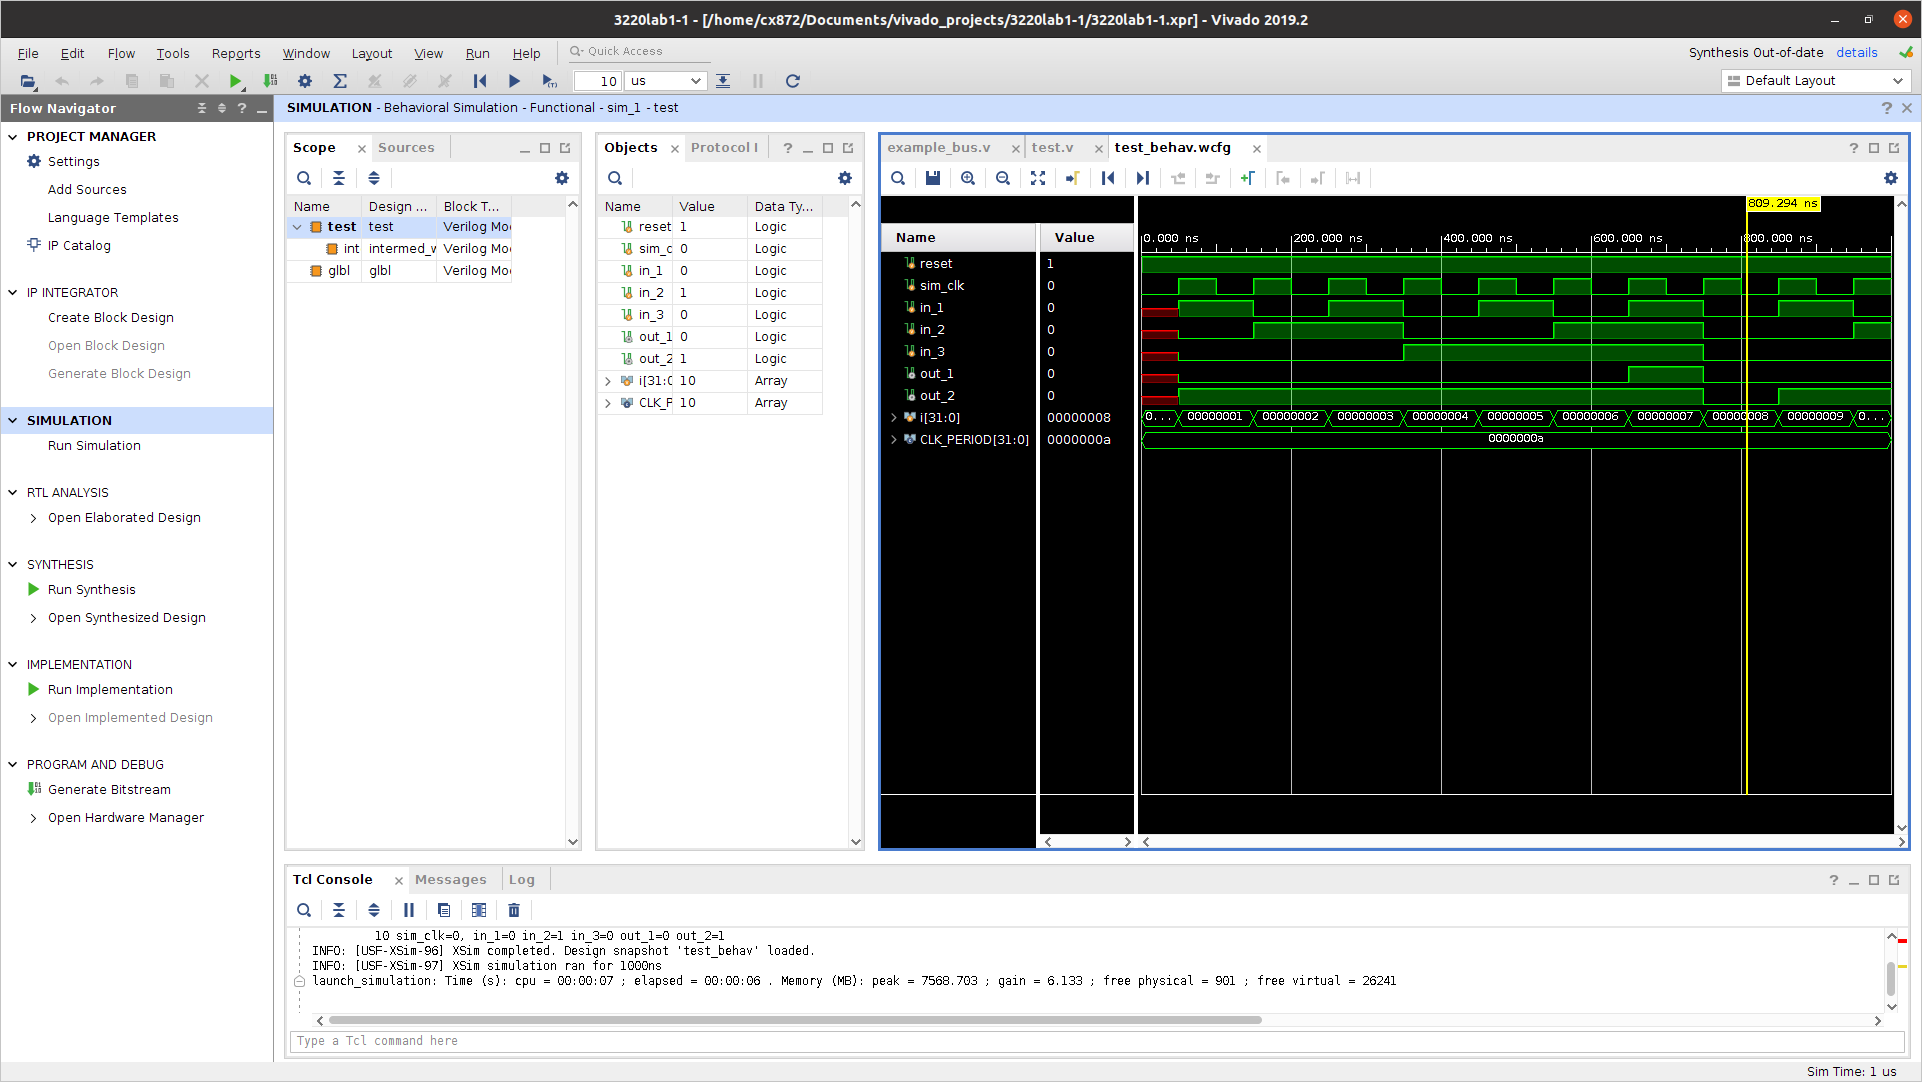 3220lab1-1 - [/home/cx872/Documents/vivado_projects/3220lab1-1/3220lab1-1.xpr] - Vivado 2019.2
File Edit Flow Tools Reports Window Layout View Run Help Quick Access
Synthesis Out-of-date details
10 us
Default Layout
Flow Navigator
SIMULATION - Behavioral Simulation - Functional - sim_1 - test
PROJECT MANAGER
Settings
Add Sources
Language Templates
IP Catalog
IP INTEGRATOR
Create Block Design
Open Block Design
Generate Block Design
SIMULATION
Run Simulation
RTL ANALYSIS
Open Elaborated Design
SYNTHESIS
Run Synthesis
Open Synthesized Design
IMPLEMENTATION
Run Implementation
Open Implemented Design
PROGRAM AND DEBUG
Generate Bitstream
Open Hardware Manager
Scope Sources
Name Design ... Block T...
test test Verilog Mo
int intermed_w Verilog Mo
glbl glbl Verilog Mo
Objects Protocol I
Name Value Data Ty...
reset 1 Logic
sim_c 0 Logic
in_1 0 Logic
in_2 1 Logic
in_3 0 Logic
out_1 0 Logic
out_2 1 Logic
i[31:0 10 Array
CLK_P 10 Array
example_bus.v test.v test_behav.wcfg
809.294 ns
Name Value
0.000 ns 200.000 ns 400.000 ns 600.000 ns 800.000 ns
reset 1
sim_clk 0
in_1 0
in_2 0
in_3 0
out_1 0
out_2 0
i[31:0] 00000008 0... 00000001 00000002 00000003 00000004 00000005 00000006 00000007 00000008 00000009 0...
CLK_PERIOD[31:0] 0000000a 0000000a
Tcl Console Messages Log
10 sim_clk=0, in_1=0 in_2=1 in_3=0 out_1=0 out_2=1
INFO: [USF-XSim-96] XSim completed. Design snapshot 'test_behav' loaded.
INFO: [USF-XSim-97] XSim simulation ran for 1000ns
launch_simulation: Time (s): cpu = 00:00:07 ; elapsed = 00:00:06 . Memory (MB): peak = 7568.703 ; gain = 6.133 ; free physical = 901 ; free virtual = 26241
Type a Tcl command here
Sim Time: 1 us